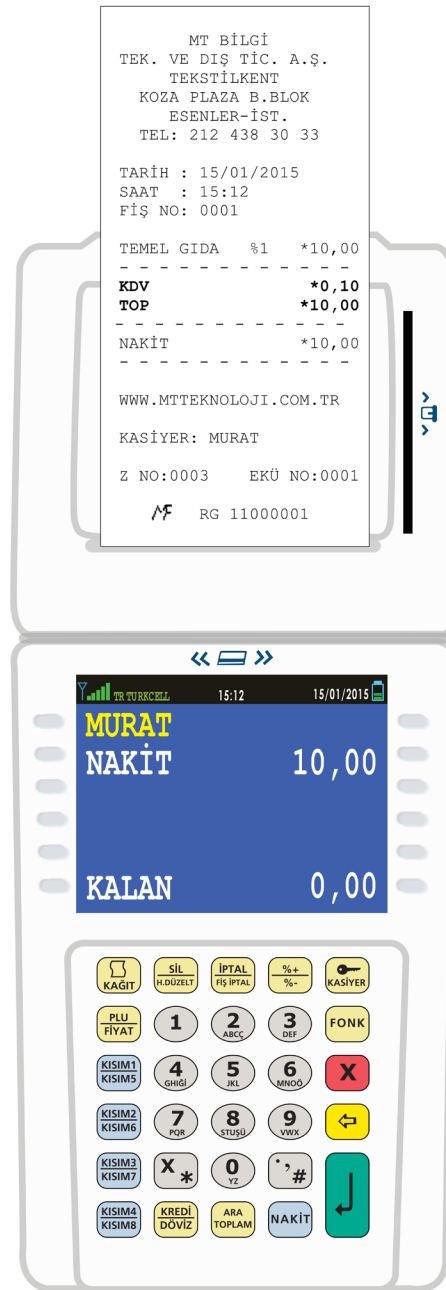 MT BİLGİ
TEK. VE DIŞ TİC. A.Ş.
TEKSTİLKENT
KOZA PLAZA B.BLOK
ESENLER-İST.
TEL: 212 438 30 33
TARİH : 15/01/2015
SAAT : 15:12
FİŞ NO: 0001
TEMEL GIDA %1 *10,00
KDV *0,10
TOP *10,00
NAKİT *10,00
WWW.MTTEKNOLOJI.COM.TR
KASİYER: MURAT
Z NO:0003 EKÜ NO:0001
MF RG 11000001
TR TURKCELL 15:12 15/01/2015
MURAT
NAKİT 10,00
KALAN 0,00
KAĞIT
SİL
H.DÜZELT
İPTAL
FİŞ İPTAL
%+
%-
KASİYER
PLU
FİYAT
1
2
ABCÇ
3
DEF
FONK
KISIM1
KISIM5
4
GHIĞİ
5
JKL
6
MNOÖ
X
KISIM2
KISIM6
7
PQR
8
STUŞÜ
9
VWX
KISIM3
KISIM7
X
*
0
YZ
. , #
KISIM4
KISIM8
KREDİ
DÖVİZ
ARA
TOPLAM
NAKİT